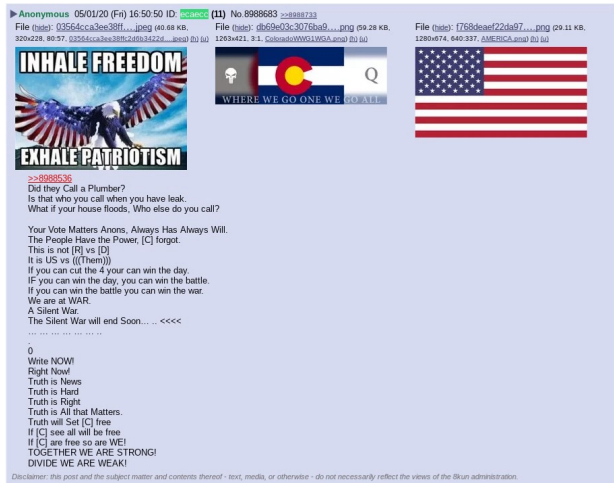 ▶Anonymous 05/01/20 (Fri) 16:50:50 ID: ecaecc (11) No.8988683 >>8988733
File (hide): 03564cca3ee38ff….jpeg (40.68 KB, 320x228, 80:57, 03564cca3ee38ffc2d6b3422d….jpeg) (h) (u)
INHALE FREEDOM
EXHALE PATRIOTISM
File (hide): db69e03c3076ba9….png (59.28 KB, 1263x421, 3:1, ColoradoWWG1WGA.png) (h) (u)
Q
WHERE WE GO ONE WE GO ALL
File (hide): f768deaef22da97….png (29.11 KB, 1280x674, 640:337, AMERICA.png) (h) (u)
>>8988536
Did they Call a Plumber?
Is that who you call when you have leak.
What if your house floods, Who else do you call?
Your Vote Matters Anons, Always Has Always Will.
The People Have the Power, [C] forgot.
This is not [R] vs [D]
It is US vs (((Them)))
If you can cut the 4 your can win the day.
IF you can win the day, you can win the battle.
If you can win the battle you can win the war.
We are at WAR.
A Silent War.
The Silent War will end Soon… .. <<<<
… … … … … … ..
.
0
Write NOW!
Right Now!
Truth is News
Truth is Hard
Truth is Right
Truth is All that Matters.
Truth will Set [C] free
If [C] see all will be free
If [C] are free so are WE!
TOGETHER WE ARE STRONG!
DIVIDE WE ARE WEAK!
Disclaimer: this post and the subject matter and contents thereof - text, media, or otherwise - do not necessarily reflect the views of the 8kun administration.